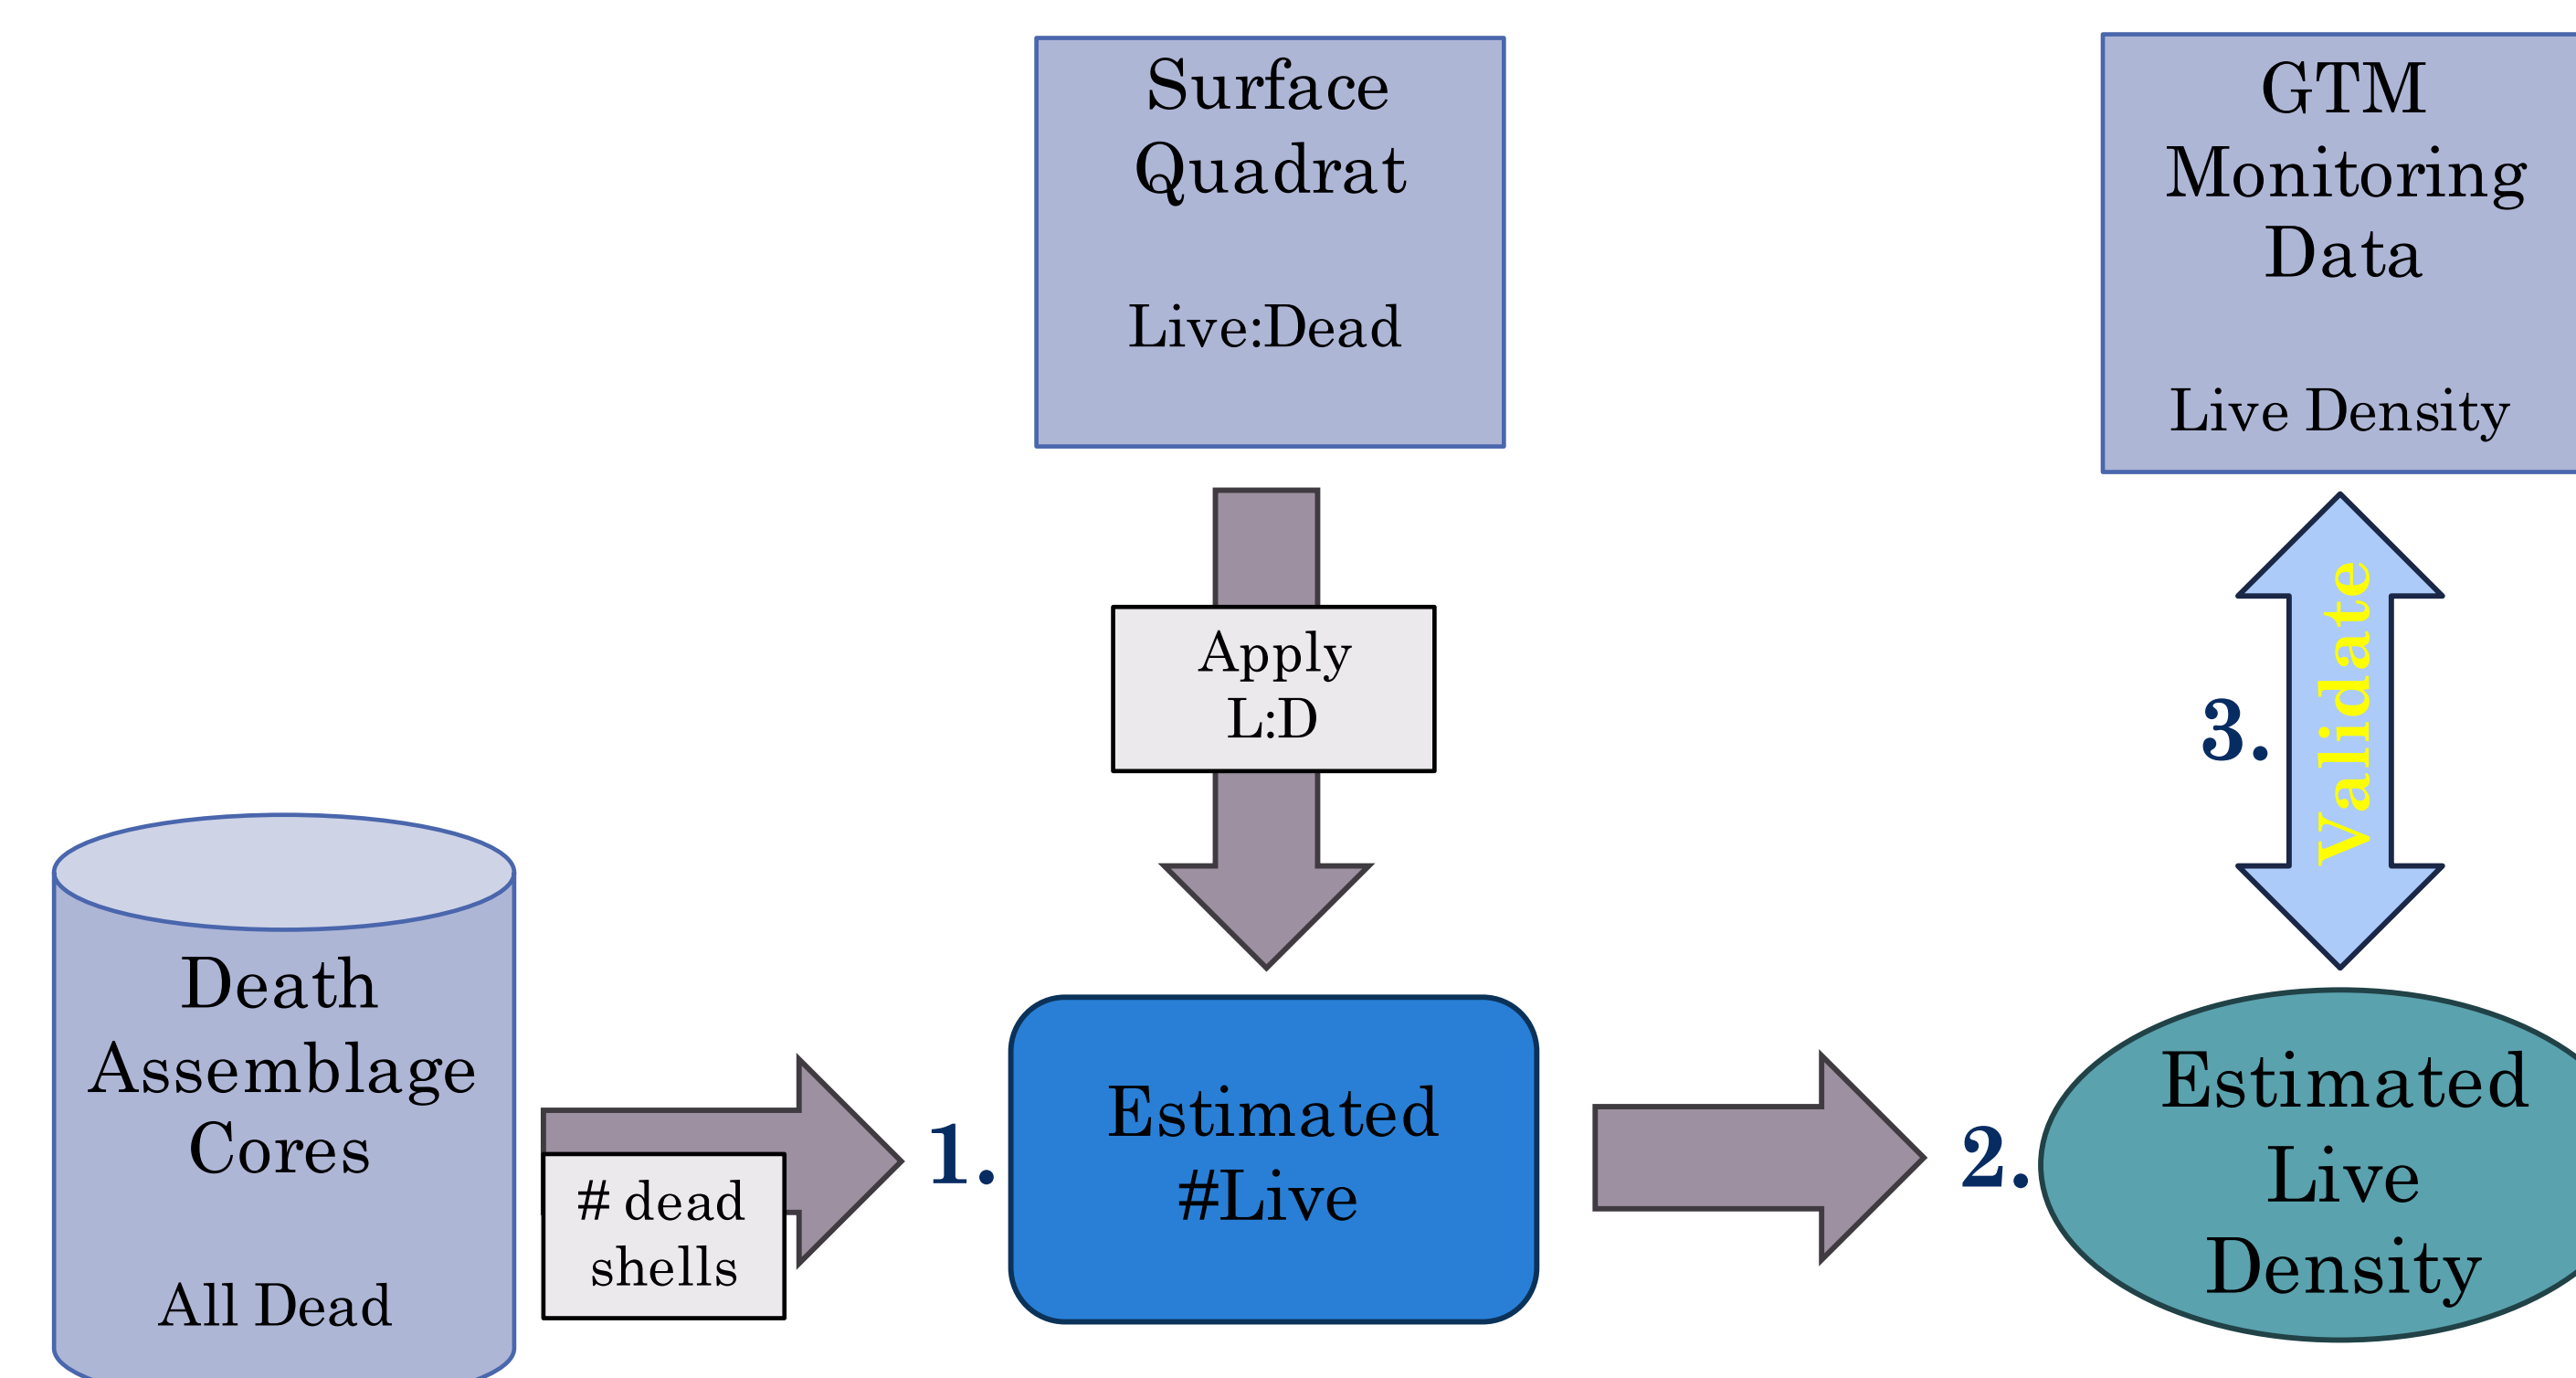 Surface
Quadrat
Live:Dead
GTM
Monitoring
Data
Live Density
Apply
L:D
3.
Validate
Death
Assemblage
Cores
All Dead
# dead
shells
1.
Estimated
#Live
2.
Estimated
Live
Density